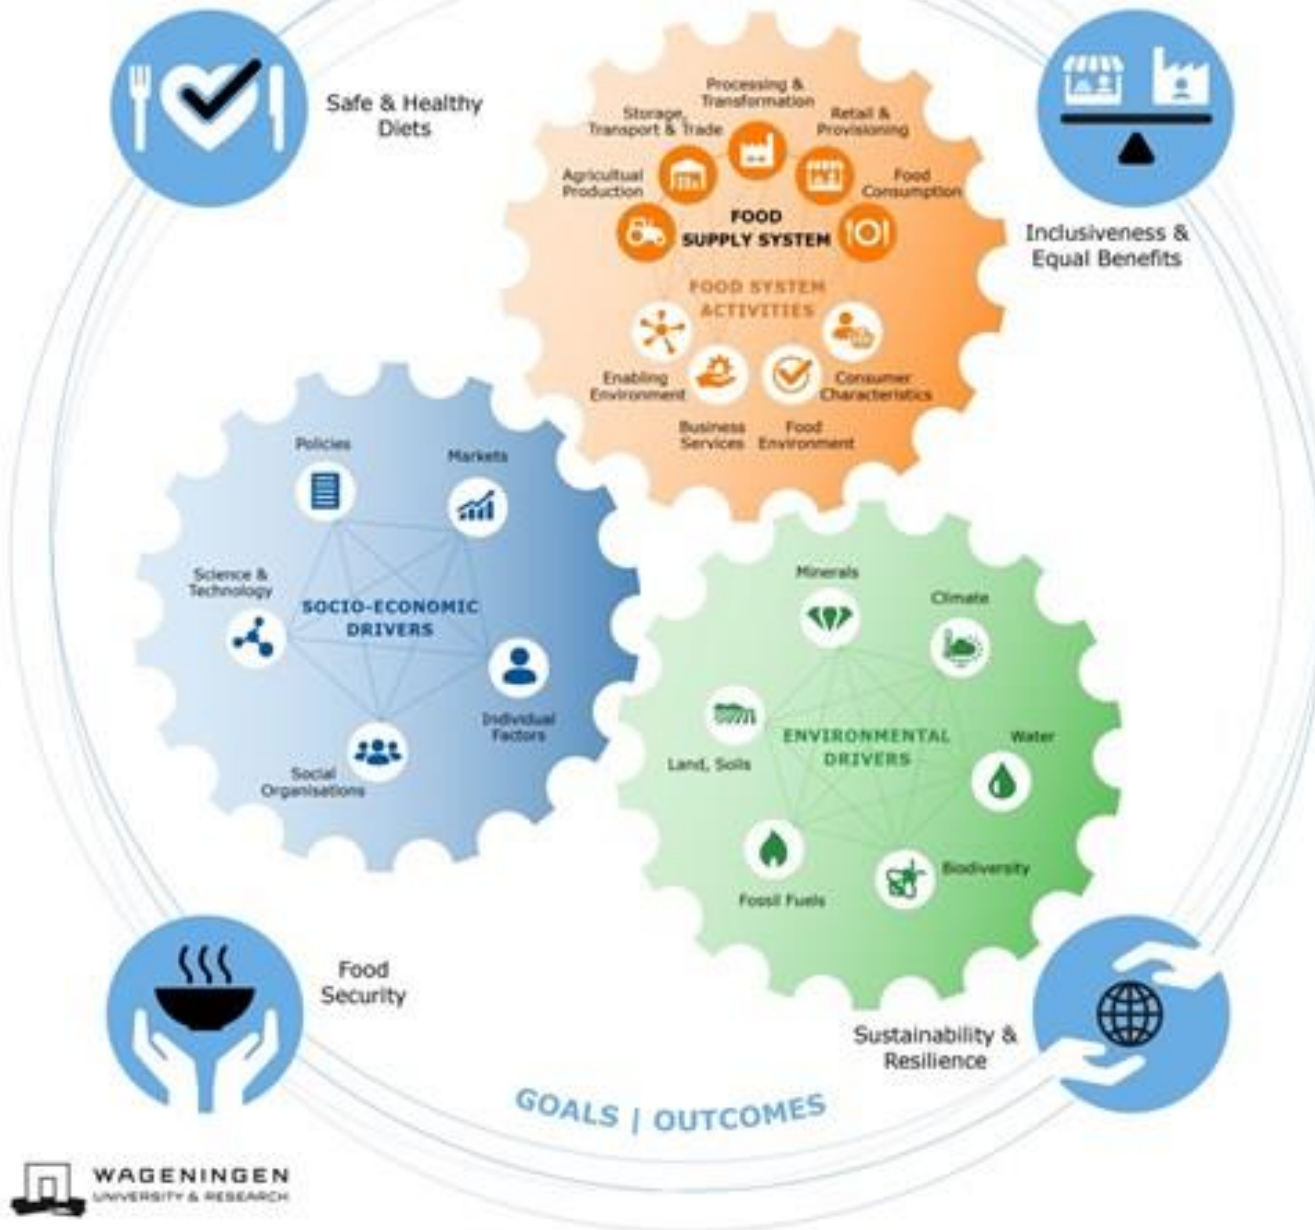 Safe & Healthy
Diets
Inclusiveness &
Equal Benefits
Processing &
Transformation
Storage,
Transport & Trade
Retail &
Provisioning
Agricultual
Production
Food
Consumption
FOOD
SUPPLY SYSTEM
FOOD SYSTEM
ACTIVITIES
Enabling
Environment
Business
Services
Food
Environment
Consumer
Characteristics
Policies
Markets
Science &
Technology
SOCIO-ECONOMIC
DRIVERS
Individual
Factors
Social
Organisations
Minerals
Climate
Land, Soils
ENVIRONMENTAL
DRIVERS
Water
Fossil Fuels
Biodiversity
Food
Security
Sustainability &
Resilience
GOALS | OUTCOMES
WAGENINGEN
UNIVERSITY & RESEARCH